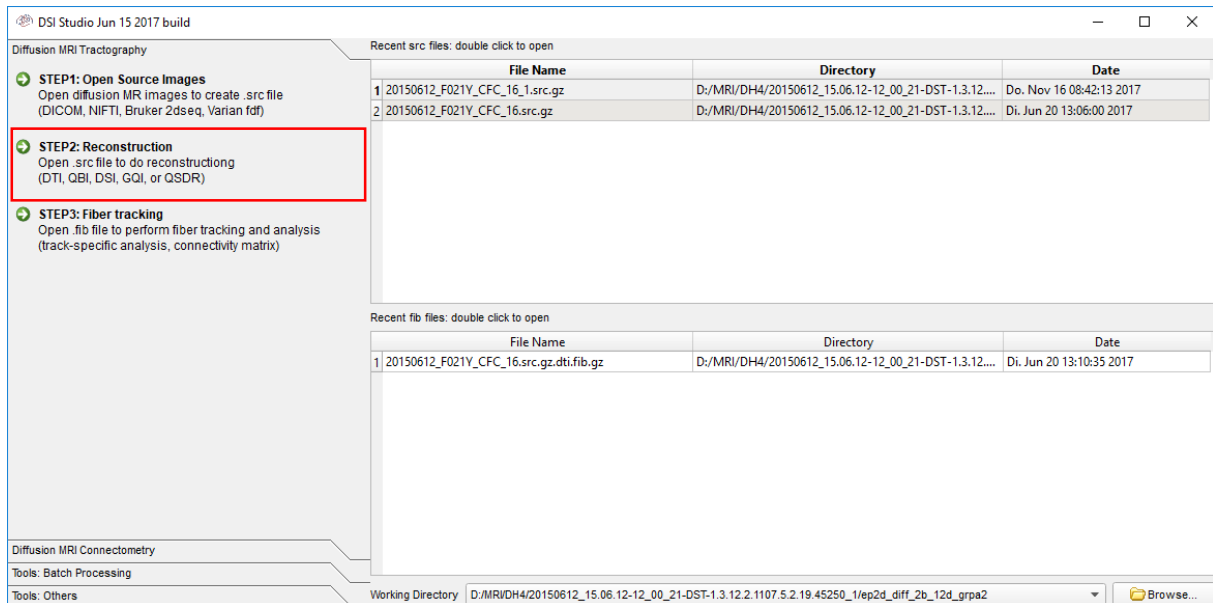 DSI Studio Jun 15 2017 build
Diffusion MRI Tractography
STEP1: Open Source Images
Open diffusion MR images to create .src file
(DICOM, NIFTI, Bruker 2dseq, Varian fdf)
STEP2: Reconstruction
Open .src file to do reconstructiong
(DTI, QBI, DSI, GQI, or QSDR)
STEP3: Fiber tracking
Open .fib file to perform fiber tracking and analysis
(track-specific analysis, connectivity matrix)
Diffusion MRI Connectometry
Tools: Batch Processing
Tools: Others
Recent src files: double click to open
File Name Directory Date
1 20150612_F021Y_CFC_16_1.src.gz D:/MRI/DH4/20150612_15.06.12-12_00_21-DST-1.3.12.... Do. Nov 16 08:42:13 2017
2 20150612_F021Y_CFC_16.src.gz D:/MRI/DH4/20150612_15.06.12-12_00_21-DST-1.3.12.... Di. Jun 20 13:06:00 2017
Recent fib files: double click to open
File Name Directory Date
1 20150612_F021Y_CFC_16.src.gz.dti.fib.gz D:/MRI/DH4/20150612_15.06.12-12_00_21-DST-1.3.12.... Di. Jun 20 13:10:35 2017
Working Directory D:/MRI/DH4/20150612_15.06.12-12_00_21-DST-1.3.12.2.1107.5.2.19.45250_1/ep2d_diff_2b_12d_grpa2 Browse...